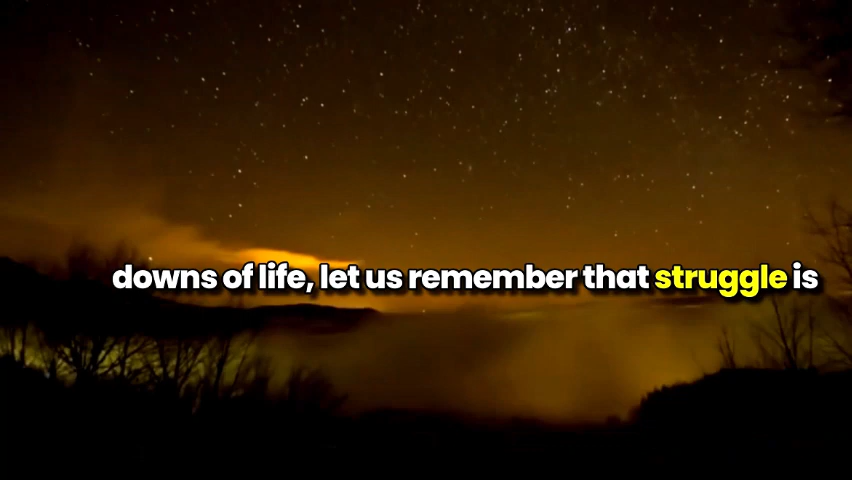 downs of life, let us remember that struggle is